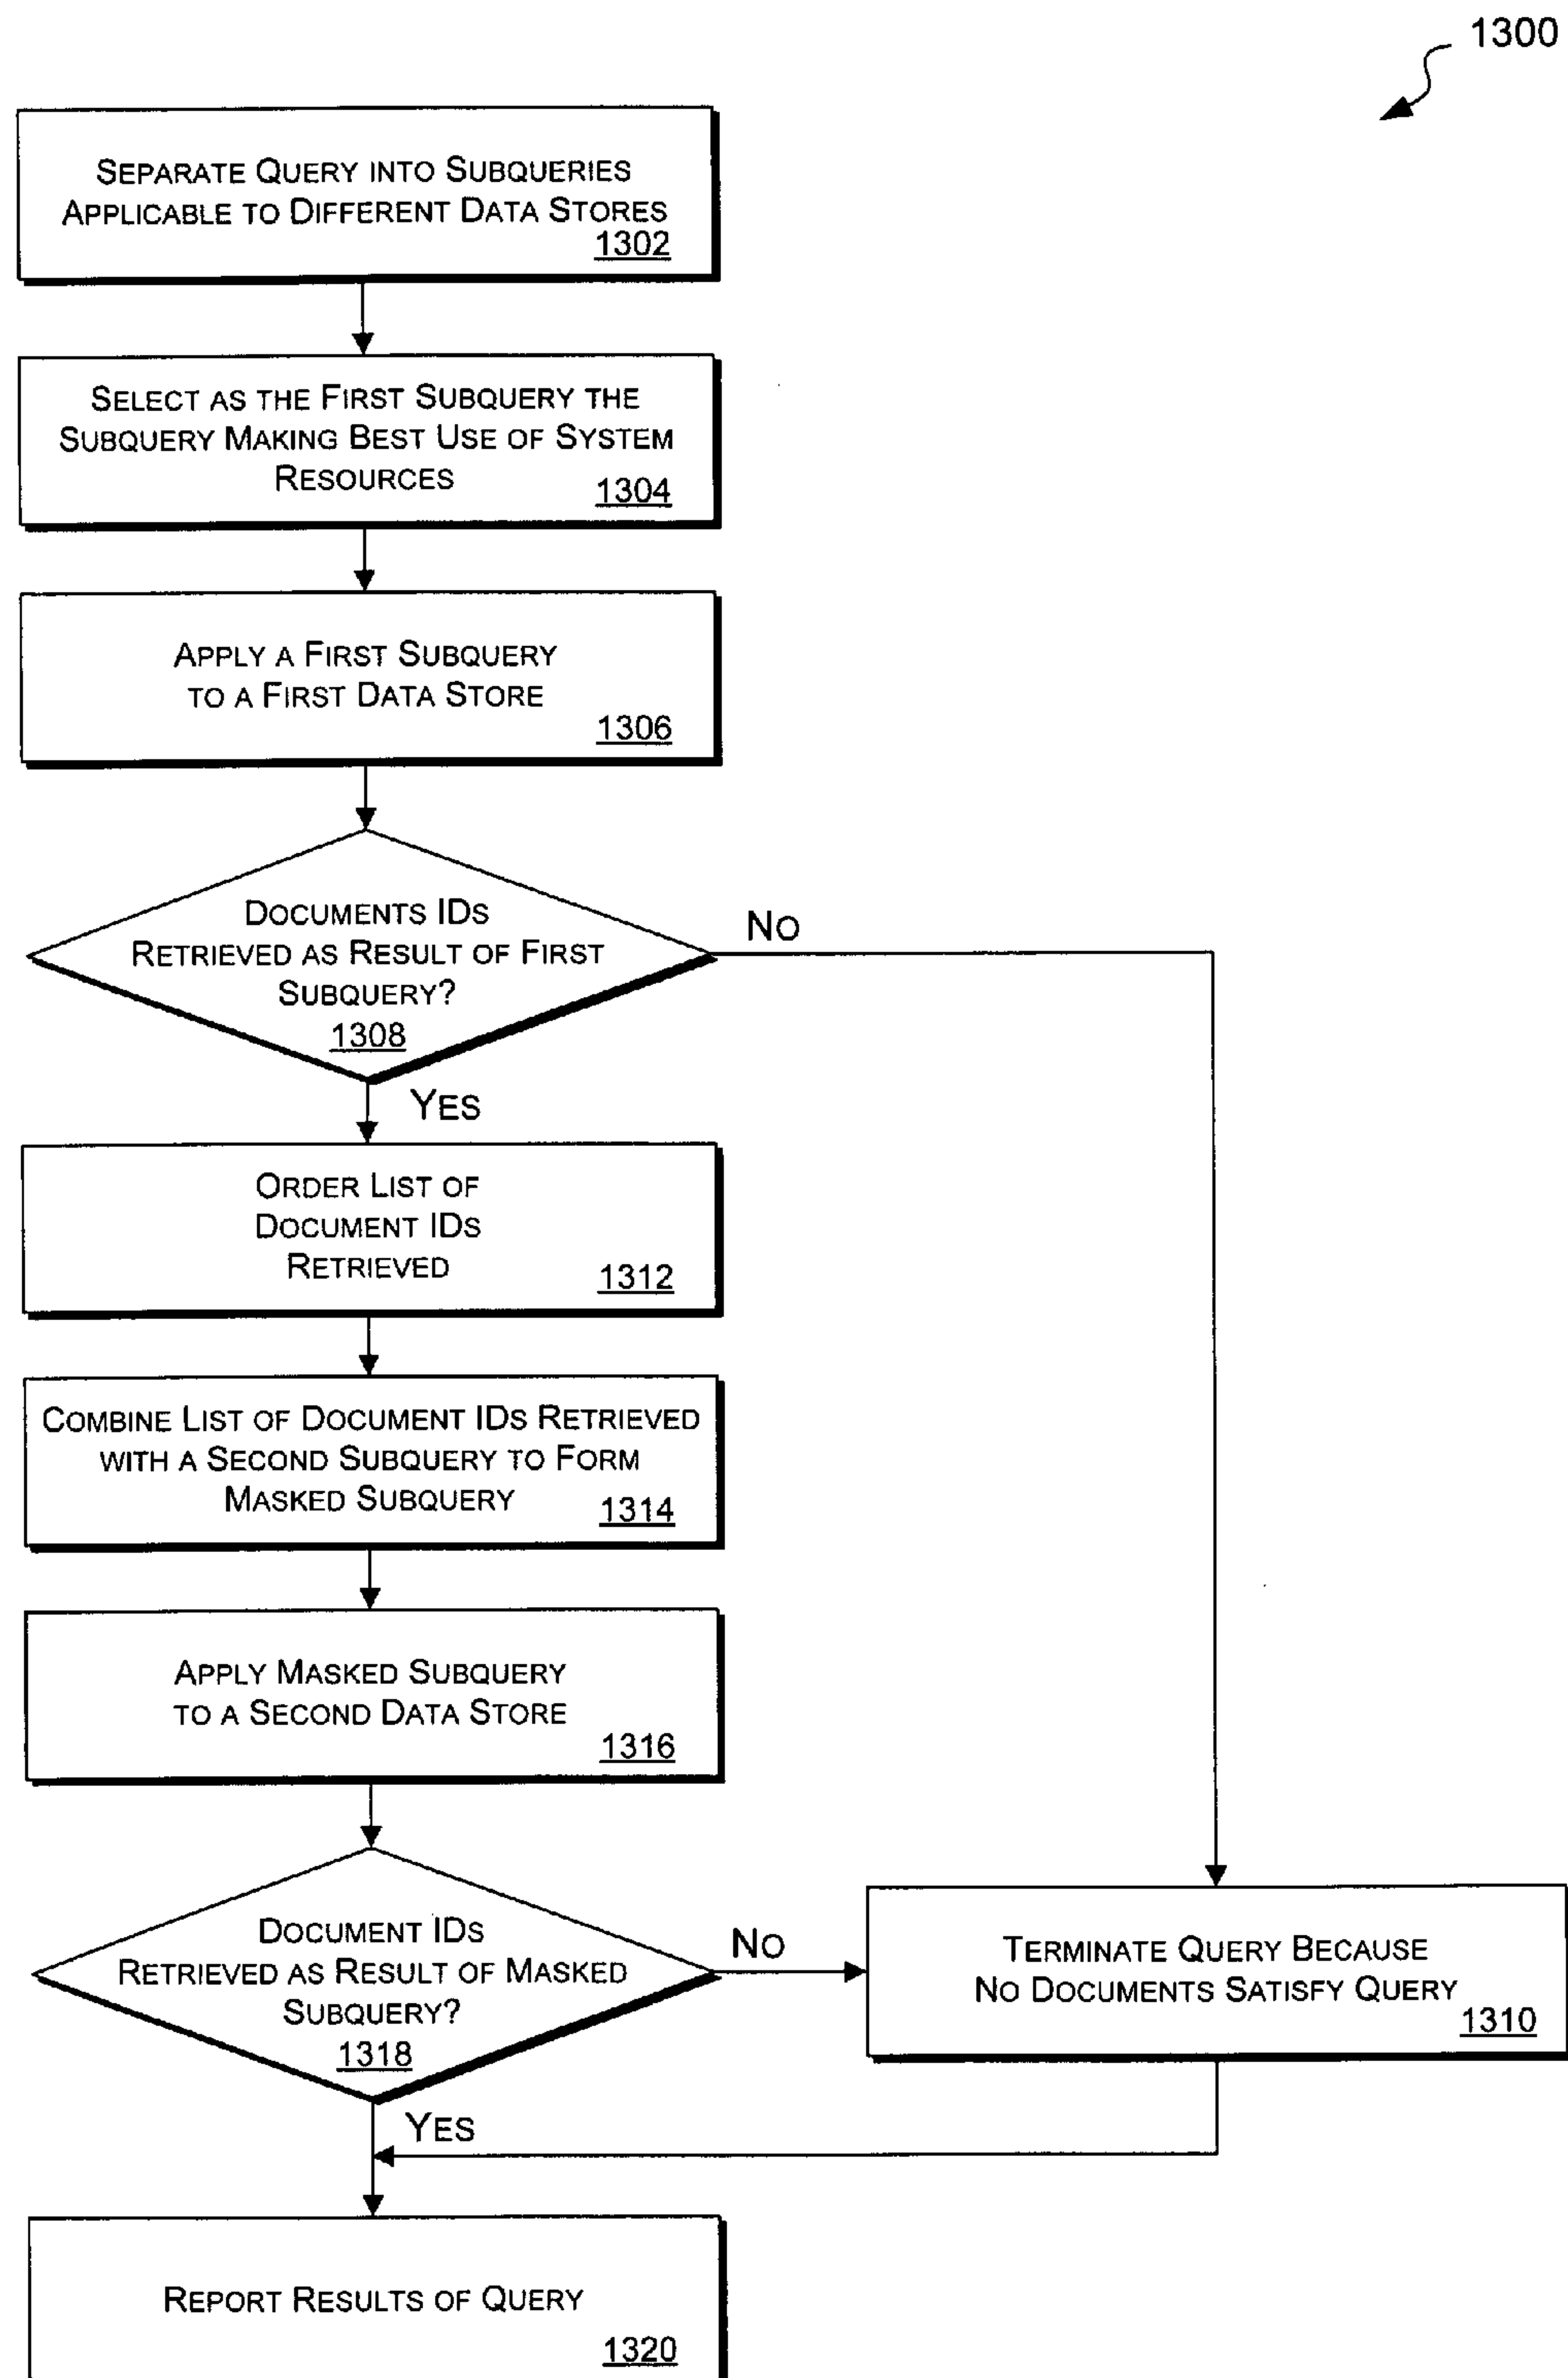 1300
SEPARATE QUERY INTO SUBQUERIES
APPLICABLE TO DIFFERENT DATA STORES
1302
SELECT AS THE FIRST SUBQUERY THE
SUBQUERY MAKING BEST USE OF SYSTEM
RESOURCES
1304
APPLY A FIRST SUBQUERY
TO A FIRST DATA STORE
1306
DOCUMENTS IDS
RETRIEVED AS RESULT OF FIRST
SUBQUERY?
1308
NO
YES
ORDER LIST OF
DOCUMENT IDS
RETRIEVED
1312
COMBINE LIST OF DOCUMENT IDS RETRIEVED
WITH A SECOND SUBQUERY TO FORM
MASKED SUBQUERY
1314
APPLY MASKED SUBQUERY
TO A SECOND DATA STORE
1316
DOCUMENT IDS
RETRIEVED AS RESULT OF MASKED
SUBQUERY?
1318
NO
TERMINATE QUERY BECAUSE
NO DOCUMENTS SATISFY QUERY
1310
YES
REPORT RESULTS OF QUERY
1320